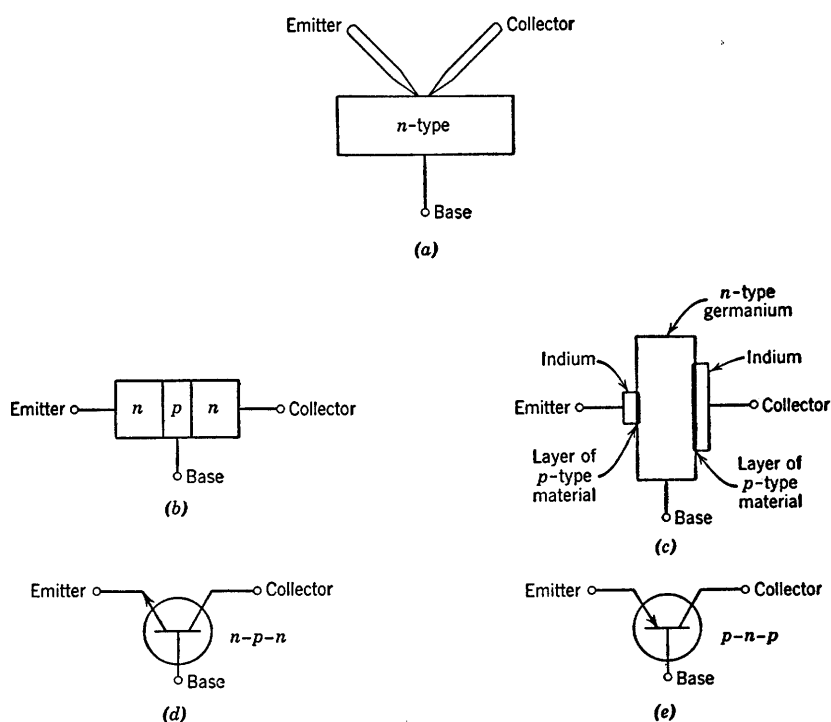 Emitter
Collector
n-type
Base
(a)
n-type
germanium
Indium
Indium
Emitter
n
p
n
Collector
Base
(b)
Emitter
Collector
Layer of
p-type
material
Layer of
p-type
material
Base
(c)
Emitter
Collector
n-p-n
Base
(d)
Emitter
Collector
p-n-p
Base
(e)